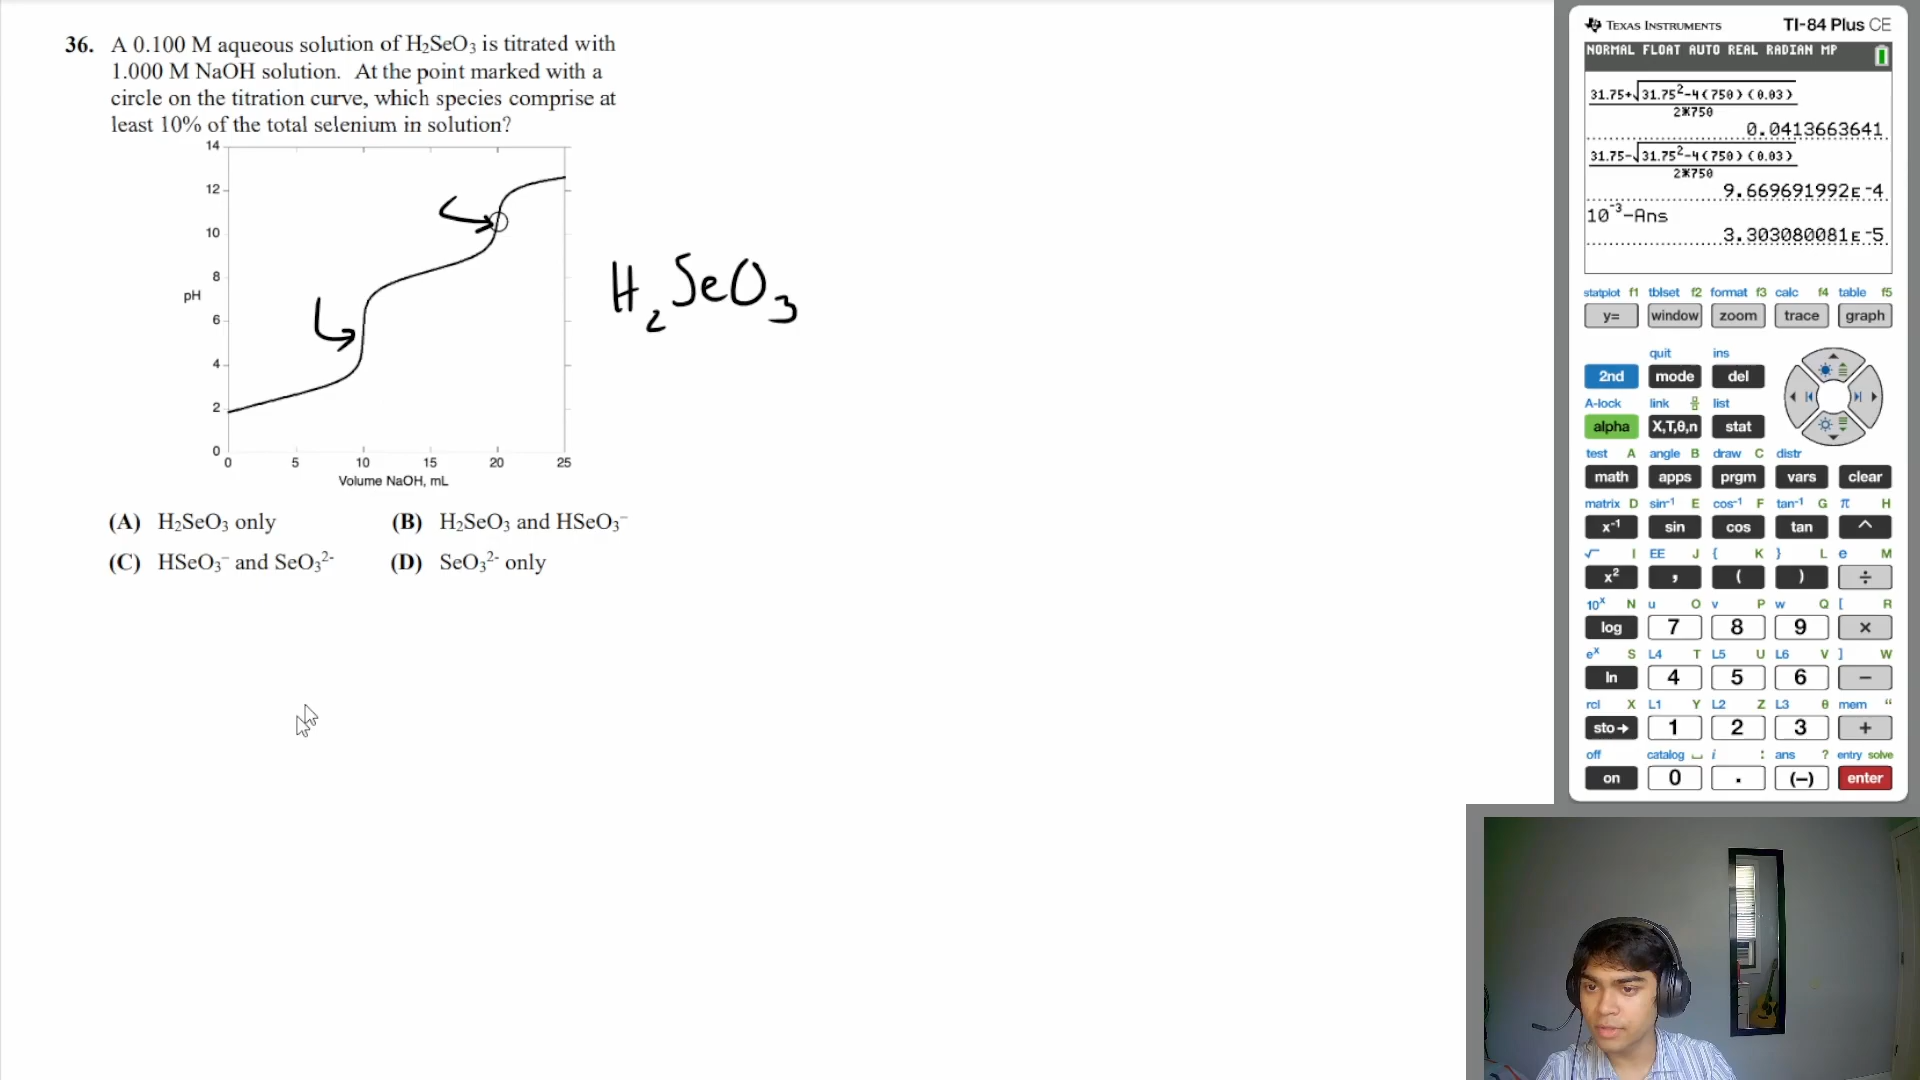 36. A 0.100 M aqueous solution of H₂SeO₃ is titrated with
1.000 M NaOH solution. At the point marked with a
circle on the titration curve, which species comprise at
least 10% of the total selenium in solution?
14
12
10
8
6
4
2
0
pH
0 5 10 15 20 25
Volume NaOH, mL
H₂SeO₃
(A) H₂SeO₃ only (B) H₂SeO₃ and HSeO₃⁻
(C) HSeO₃⁻ and SeO₃²⁻ (D) SeO₃²⁻ only
TEXAS INSTRUMENTS TI-84 Plus CE
NORMAL FLOAT AUTO REAL RADIAN MP
31.75+√31.75²-4(750)(0.03)
2*750
0.0413663641
31.75-√31.75²-4(750)(0.03)
2*750
9.669691992E-4
10⁻³-Ans
3.303080081E-5
statplot f1 tblset f2 format f3 calc f4 table f5
y= window zoom trace graph
quit ins
2nd mode del
A-lock link list
alpha X,T,θ,n stat
test A angle B draw C distr
math apps prgm vars clear
matrix D sin⁻¹ E cos⁻¹ F tan⁻¹ G π H
x⁻¹ sin cos tan ^
√ I EE J { K } L e M
x² , ( ) ÷
10ˣ N u O v P w Q [ R
log 7 8 9 ×
eˣ S L4 T L5 U L6 V ] W
ln 4 5 6 −
rcl X L1 Y L2 Z L3 θ mem "
sto→ 1 2 3 +
off catalog ⎵ i : ans ? entry solve
on 0 . (−) enter